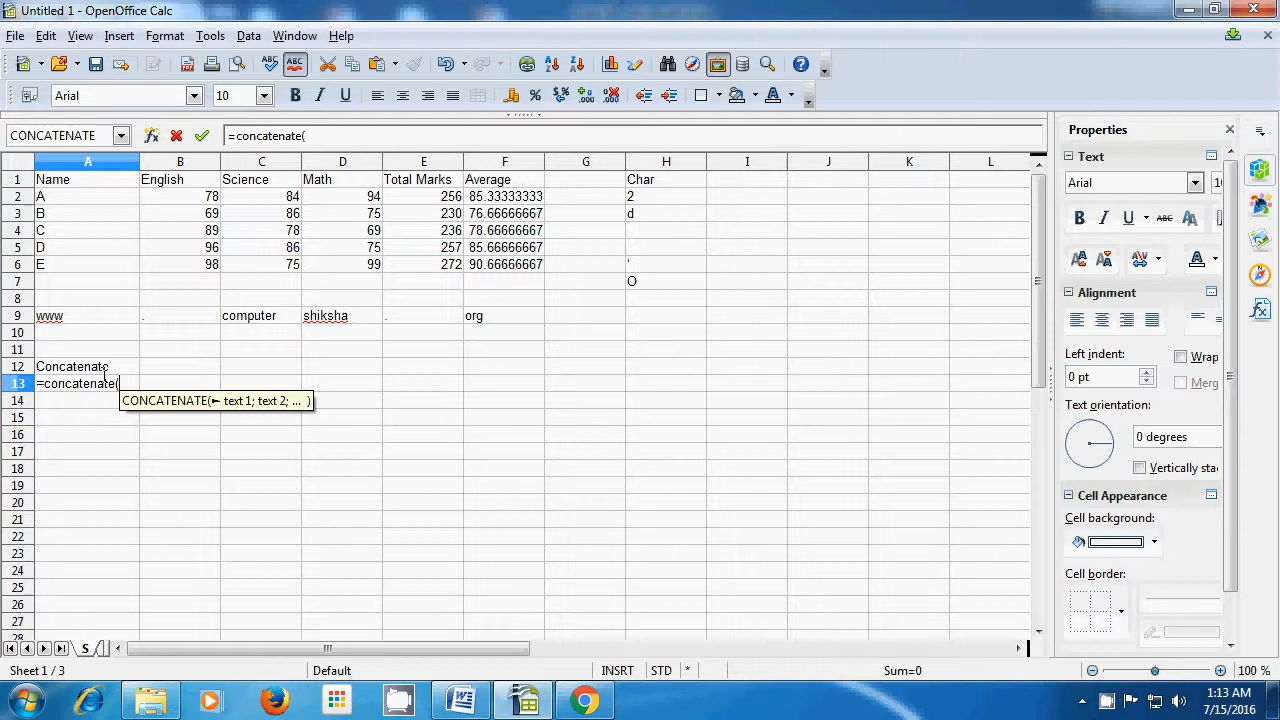 Untitled 1 - OpenOffice Calc
File Edit View Insert Format Tools Data Window Help
ABC ABC
Arial 10 B I U %
CONCATENATE =concatenate(
A B C D E F G H I J K L
1 Name English Science Math Total Marks Average Char
2 A 78 84 94 256 85.33333333 2
3 B 69 86 75 230 76.66666667 d
4 C 89 78 69 236 78.66666667
5 D 96 86 75 257 85.66666667
6 E 98 75 99 272 90.66666667 '
7 O
8
9 www . computer shiksha . org
10
11
12 Concatenate
13 =concatenate(
CONCATENATE( text 1; text 2; ... )
14
15
16
17
18
19
20
21
22
23
24
25
26
27
28
S
Sheet 1 / 3 Default INSRT STD * Sum=0 100 %
Properties
Text
Arial 10
B I U ABC
Alignment
Left indent: Wrap
0 pt Merg
Text orientation:
0 degrees
Vertically stac
Cell Appearance
Cell background:
Cell border:
1:13 AM
7/15/2016